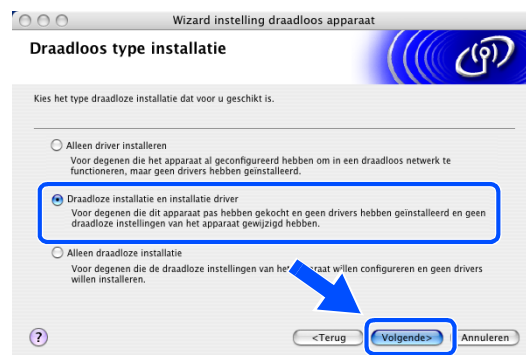 Wizard instelling draadloos apparaat
Draadloos type installatie
Kies het type draadloze installatie dat voor u geschikt is.
Alleen driver installeren
Voor degenen die het apparaat al geconfigureerd hebben om in een draadloos netwerk te
functioneren, maar geen drivers hebben geïnstalleerd.
Draadloze installatie en installatie driver
Voor degenen die dit apparaat pas hebben gekocht en geen drivers hebben geïnstalleerd en geen
draadloze instellingen van het apparaat gewijzigd hebben.
Alleen draadloze installatie
Voor degenen die de draadloze instellingen van het apparaat willen configureren en geen drivers
willen installeren.
?
<Terug
Volgende>
Annuleren